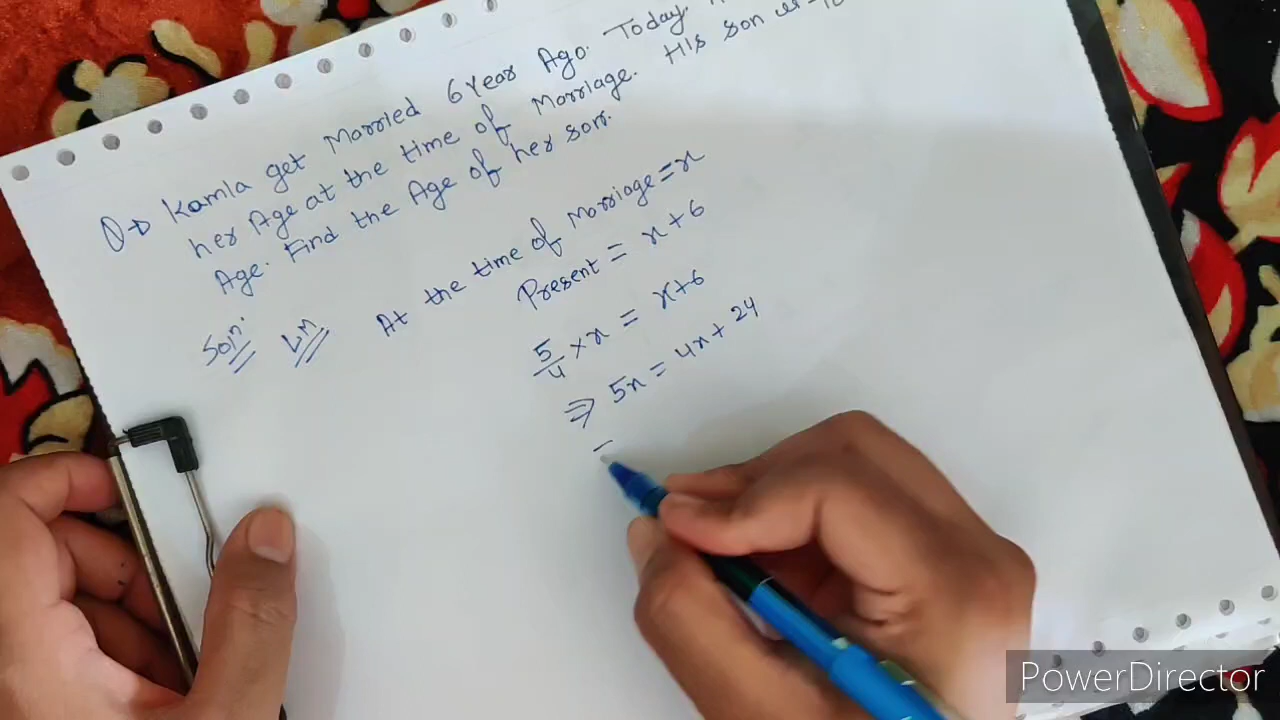 Q→ Kamla get Married 6 Year Ago. Today
her Age at the time of Marriage. His son is
Age. Find the Age of her son.
Soln. Let At the time of Marriage = x
Present = x + 6
5/4 × x = x + 6
⇒ 5x = 4x + 24
PowerDirector